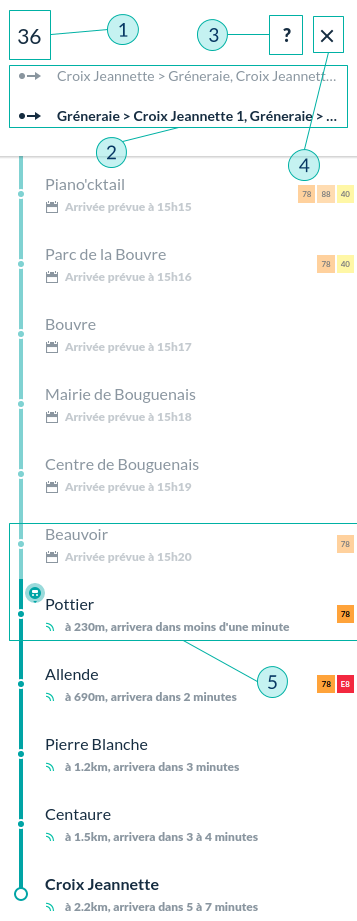 36
1
3
?
×
Croix Jeannette > Gréneraie, Croix Jeannett...
Gréneraie > Croix Jeannette 1, Gréneraie > ...
2
4
Piano'cktail
78 88 40
Arrivée prévue à 15h15
Parc de la Bouvre
78 40
Arrivée prévue à 15h16
Bouvre
Arrivée prévue à 15h17
Mairie de Bouguenais
Arrivée prévue à 15h18
Centre de Bouguenais
Arrivée prévue à 15h19
Beauvoir
78
Arrivée prévue à 15h20
Pottier
78
à 230m, arrivera dans moins d'une minute
Allende
5
78 E8
à 690m, arrivera dans 2 minutes
Pierre Blanche
à 1.2km, arrivera dans 3 minutes
Centaure
à 1.5km, arrivera dans 3 à 4 minutes
Croix Jeannette
à 2.2km, arrivera dans 5 à 7 minutes